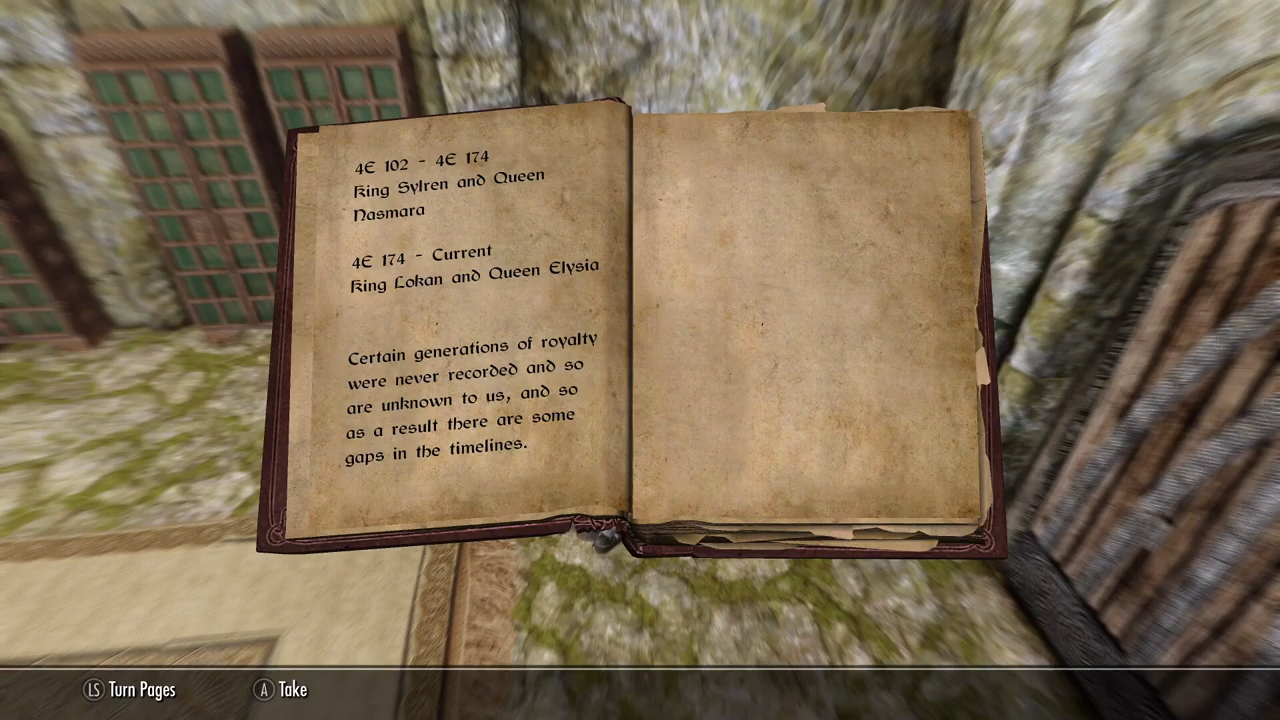 4E 102 - 4E 174
King Sylren and Queen
Nasmara
4E 174 - Current
King Lokan and Queen Elysia
Certain generations of royalty
were never recorded and so
are unknown to us, and so
as a result there are some
gaps in the timelines.
LS Turn Pages
A Take